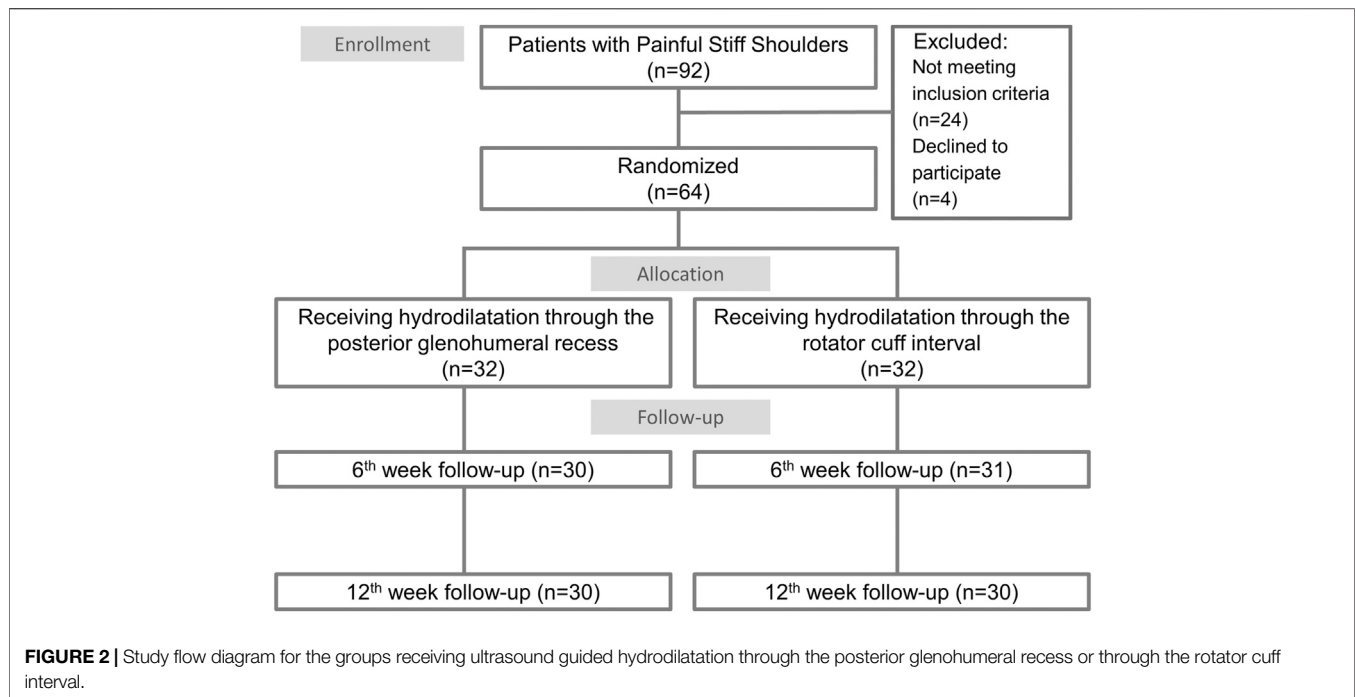 Enrollment
Patients with Painful Stiff Shoulders
(n=92)
Excluded:
Not meeting
inclusion criteria
(n=24)
Declined to
participate
(n=4)
Randomized
(n=64)
Allocation
Receiving hydrodilatation through the
posterior glenohumeral recess
(n=32)
Receiving hydrodilatation through the
rotator cuff interval
(n=32)
Follow-up
6th week follow-up (n=30)
6th week follow-up (n=31)
12th week follow-up (n=30)
12th week follow-up (n=30)
FIGURE 2 | Study flow diagram for the groups receiving ultrasound guided hydrodilatation through the posterior glenohumeral recess or through the rotator cuff
interval.